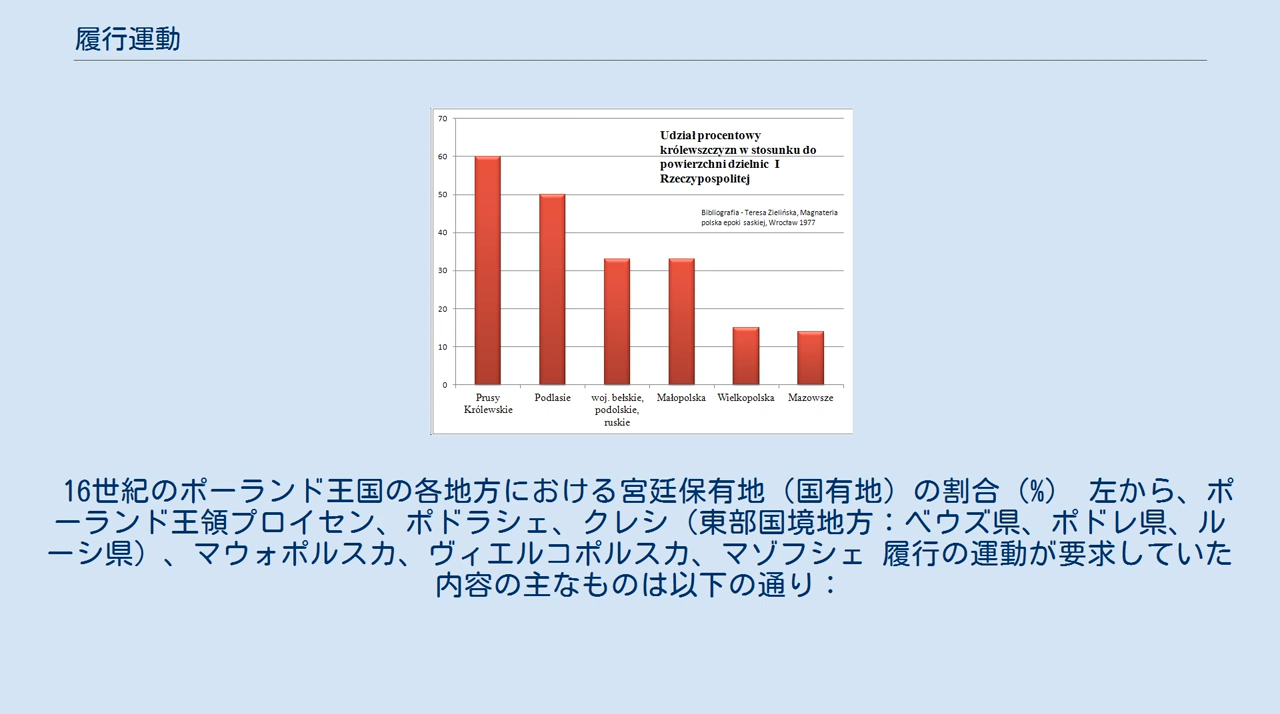 履行運動
70
60
50
40
30
20
10
0
Udział procentowy
królewszczyzn w stosunku do
powierzchni dzielnic I
Rzeczypospolitej
Bibliografia - Teresa Zielińska, Magnateria
polska epoki saskiej, Wrocław 1977
Prusy
Królewskie
Podlasie
woj. bełskie,
podolskie,
ruskie
Małopolska
Wielkopolska
Mazowsze
16世紀のポーランド王国の各地方における宮廷保有地（国有地）の割合（%） 左から、ポ
ーランド王領プロイセン、ポドラシェ、クレシ（東部国境地方：ベウズ県、ポドレ県、ル
ーシ県）、マウォポルスカ、ヴィエルコポルスカ、マゾフシェ 履行の運動が要求していた
内容の主なものは以下の通り：